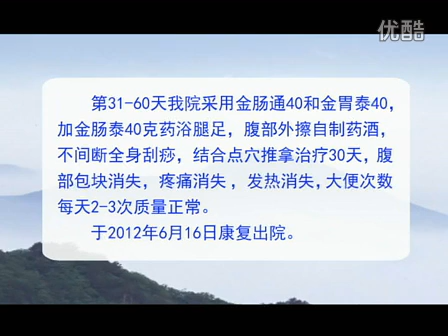 优酷
第31-60天我院采用金肠通40和金胃泰40，
加金肠泰40克药浴腿足，腹部外擦自制药酒，
不间断全身刮痧，结合点穴推拿治疗30天，腹
部包块消失，疼痛消失，发热消失，大便次数
每天2-3次质量正常。
于2012年6月16日康复出院。